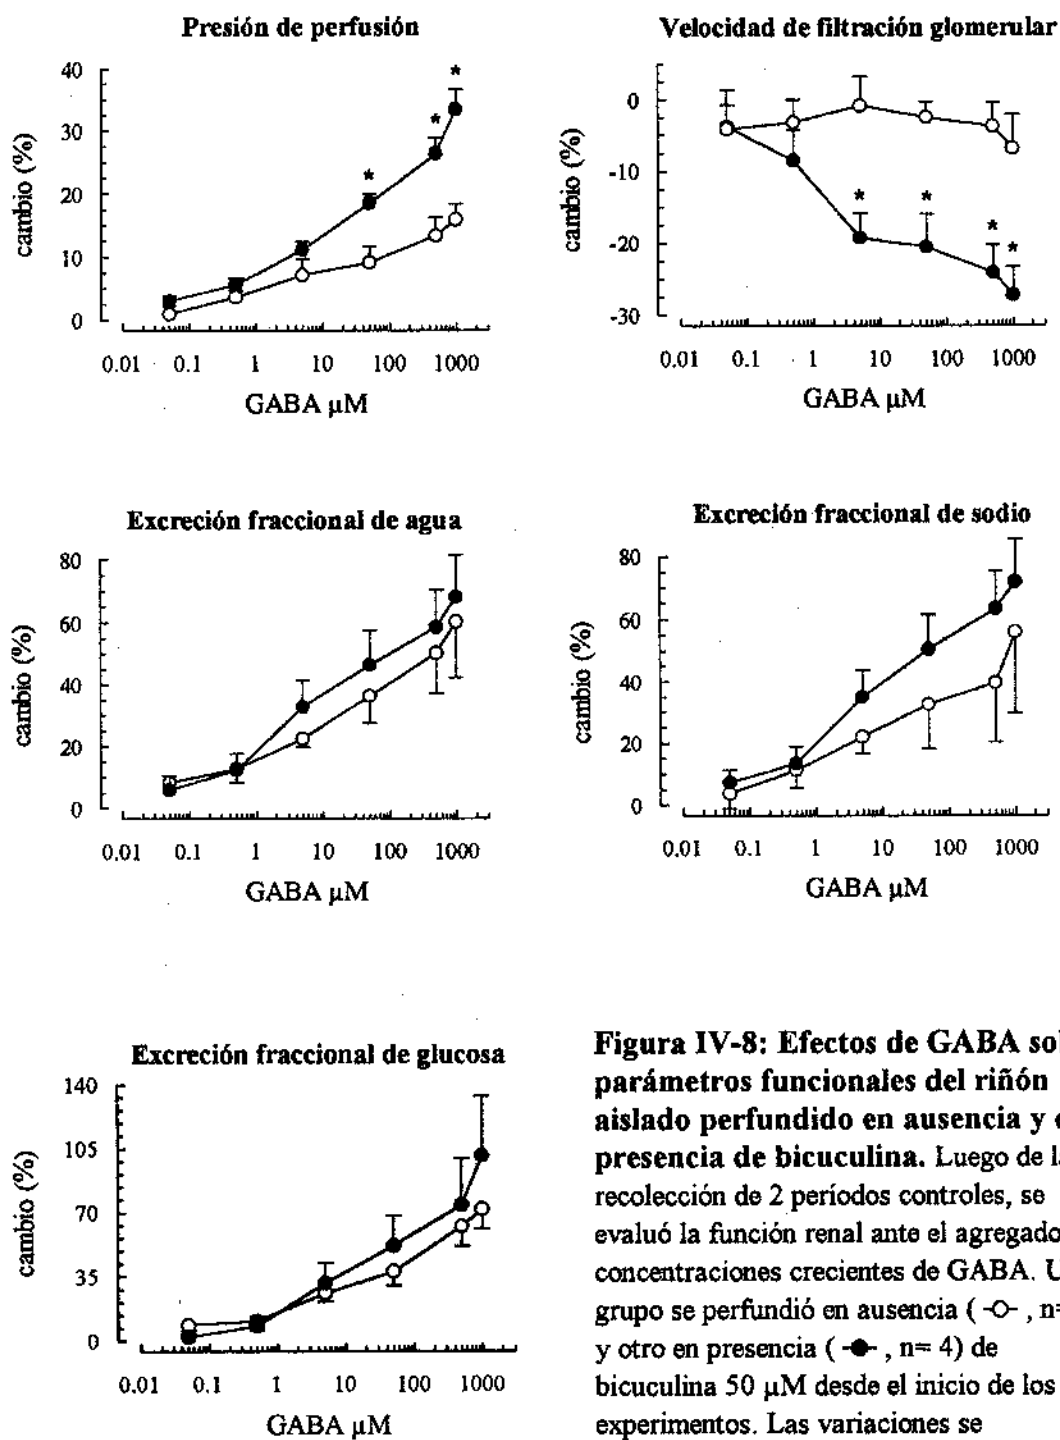 Presión de perfusión
40
30
20
10
0
cambio (%)
* * * *
0.01 0.1 1 10 100 1000
GABA µM
Velocidad de filtración glomerular
0
-10
-20
-30
cambio (%)
* * * *
0.01 0.1 1 10 100 1000
GABA µM
Excreción fraccional de agua
80
60
40
20
0
cambio (%)
0.01 0.1 1 10 100 1000
GABA µM
Excreción fraccional de sodio
80
60
40
20
0
cambio (%)
0.01 0.1 1 10 100 1000
GABA µM
Excreción fraccional de glucosa
140
105
70
35
0
cambio (%)
0.01 0.1 1 10 100 1000
GABA µM
Figura IV-8: Efectos de GABA
parámetros funcionales del riñón
aislado perfundido en ausencia y
presencia de bicuculina. Luego de
recolección de 2 períodos controles, se
evaluó la función renal ante el agregado
concentraciones crecientes de GABA.
grupo se perfundió en ausencia ( -○- , n=
y otro en presencia ( -●- , n= 4) de
bicuculina 50 µM desde el inicio de los
experimentos. Las variaciones se